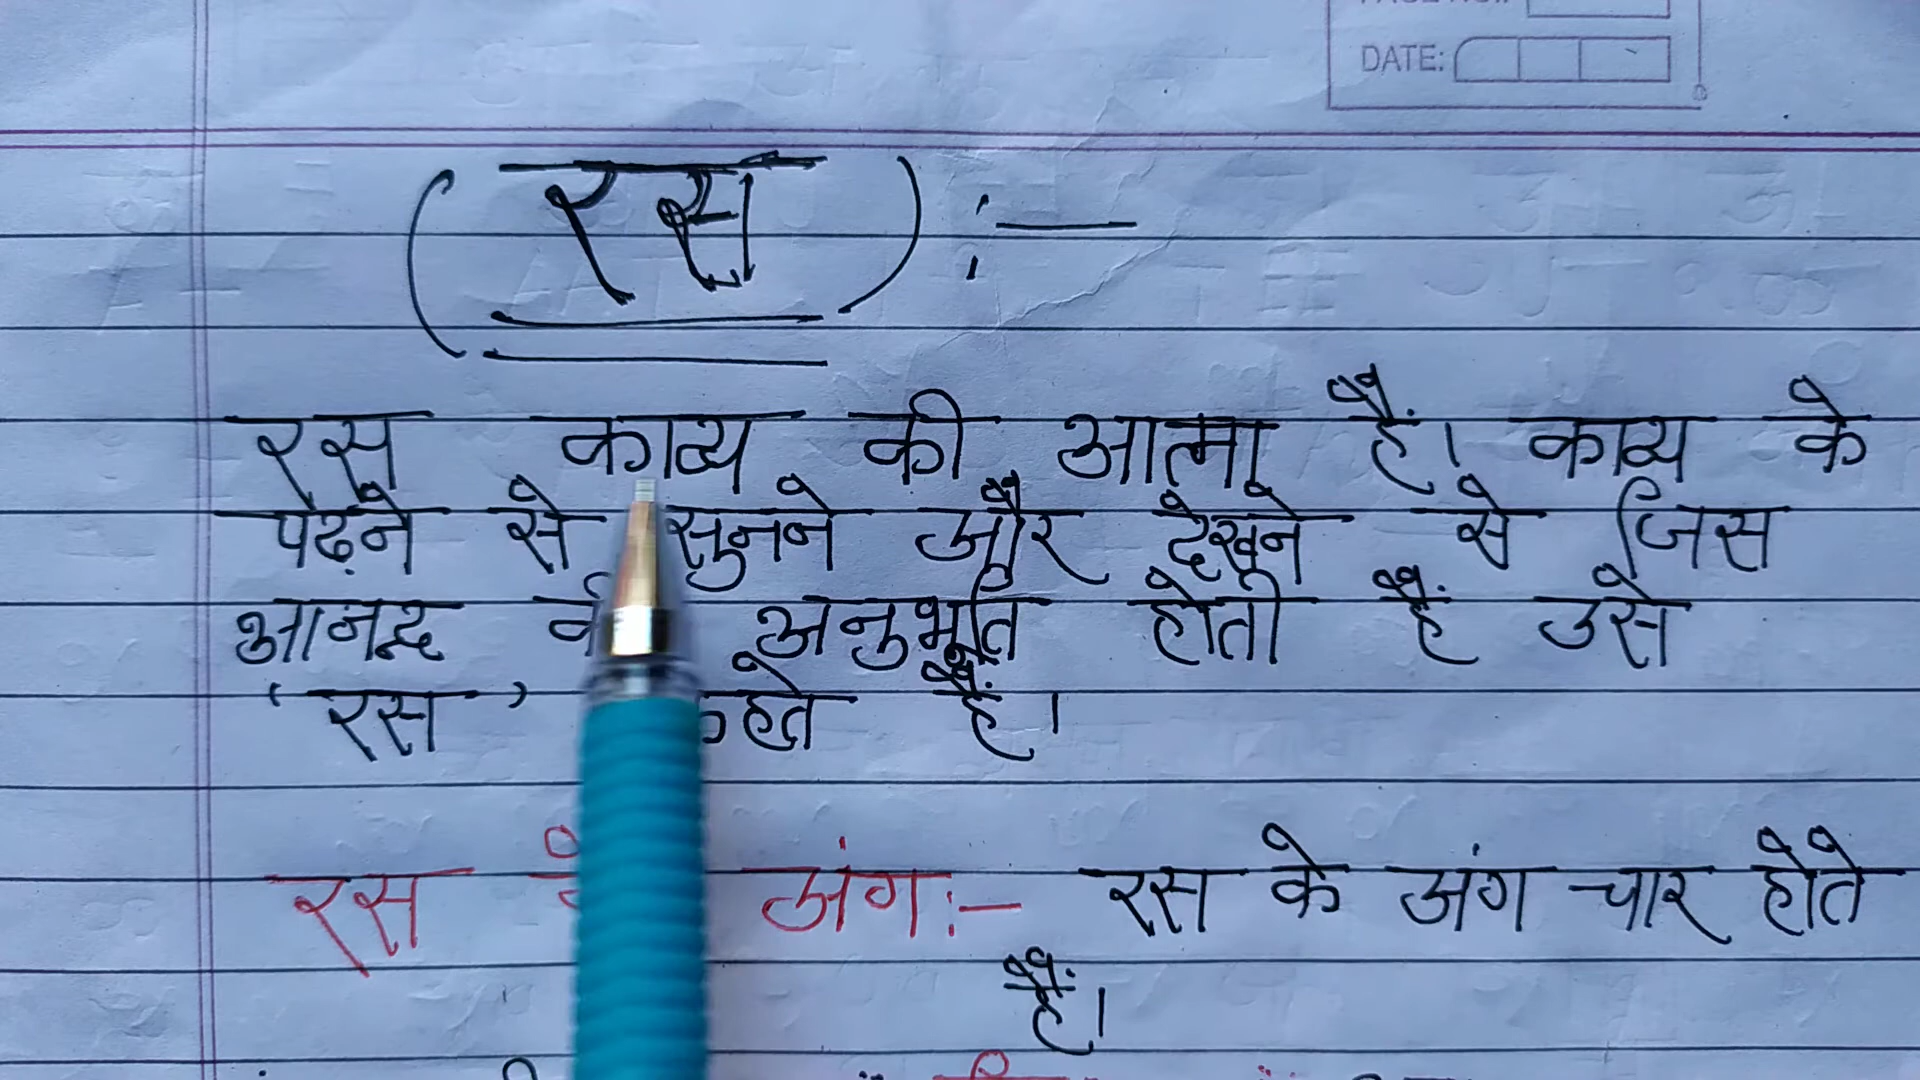 DATE:
(रस) :—
रस काव्य की आत्मा हैं। काव्य के
पढ़ने से सुनने और देखने से जिस
आनन्द अनुभूति होती हैं उसे
'रस' कहते हैं।
रस के अंग:— रस के अंग चार होते
हैं।